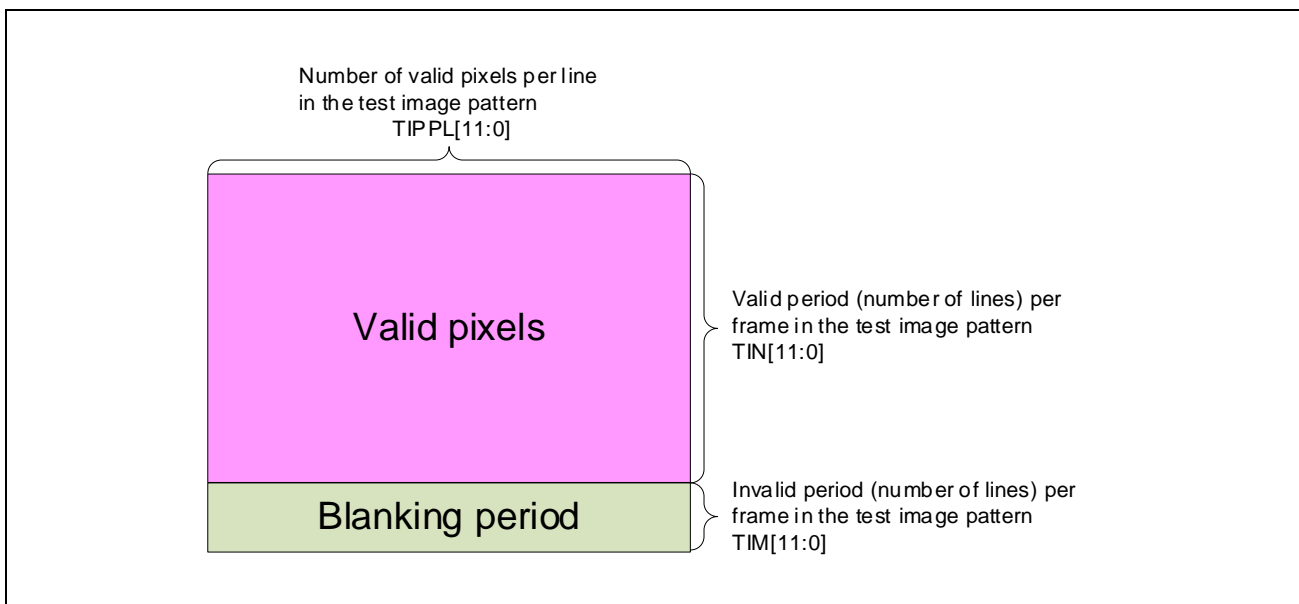 Number of valid pixels per line
in the test image pattern
TIPPL[11:0]
Valid pixels
Valid period (number of lines) per
frame in the test image pattern
TIN[11:0]
Blanking period
Invalid period (number of lines) per
frame in the test image pattern
TIM[11:0]